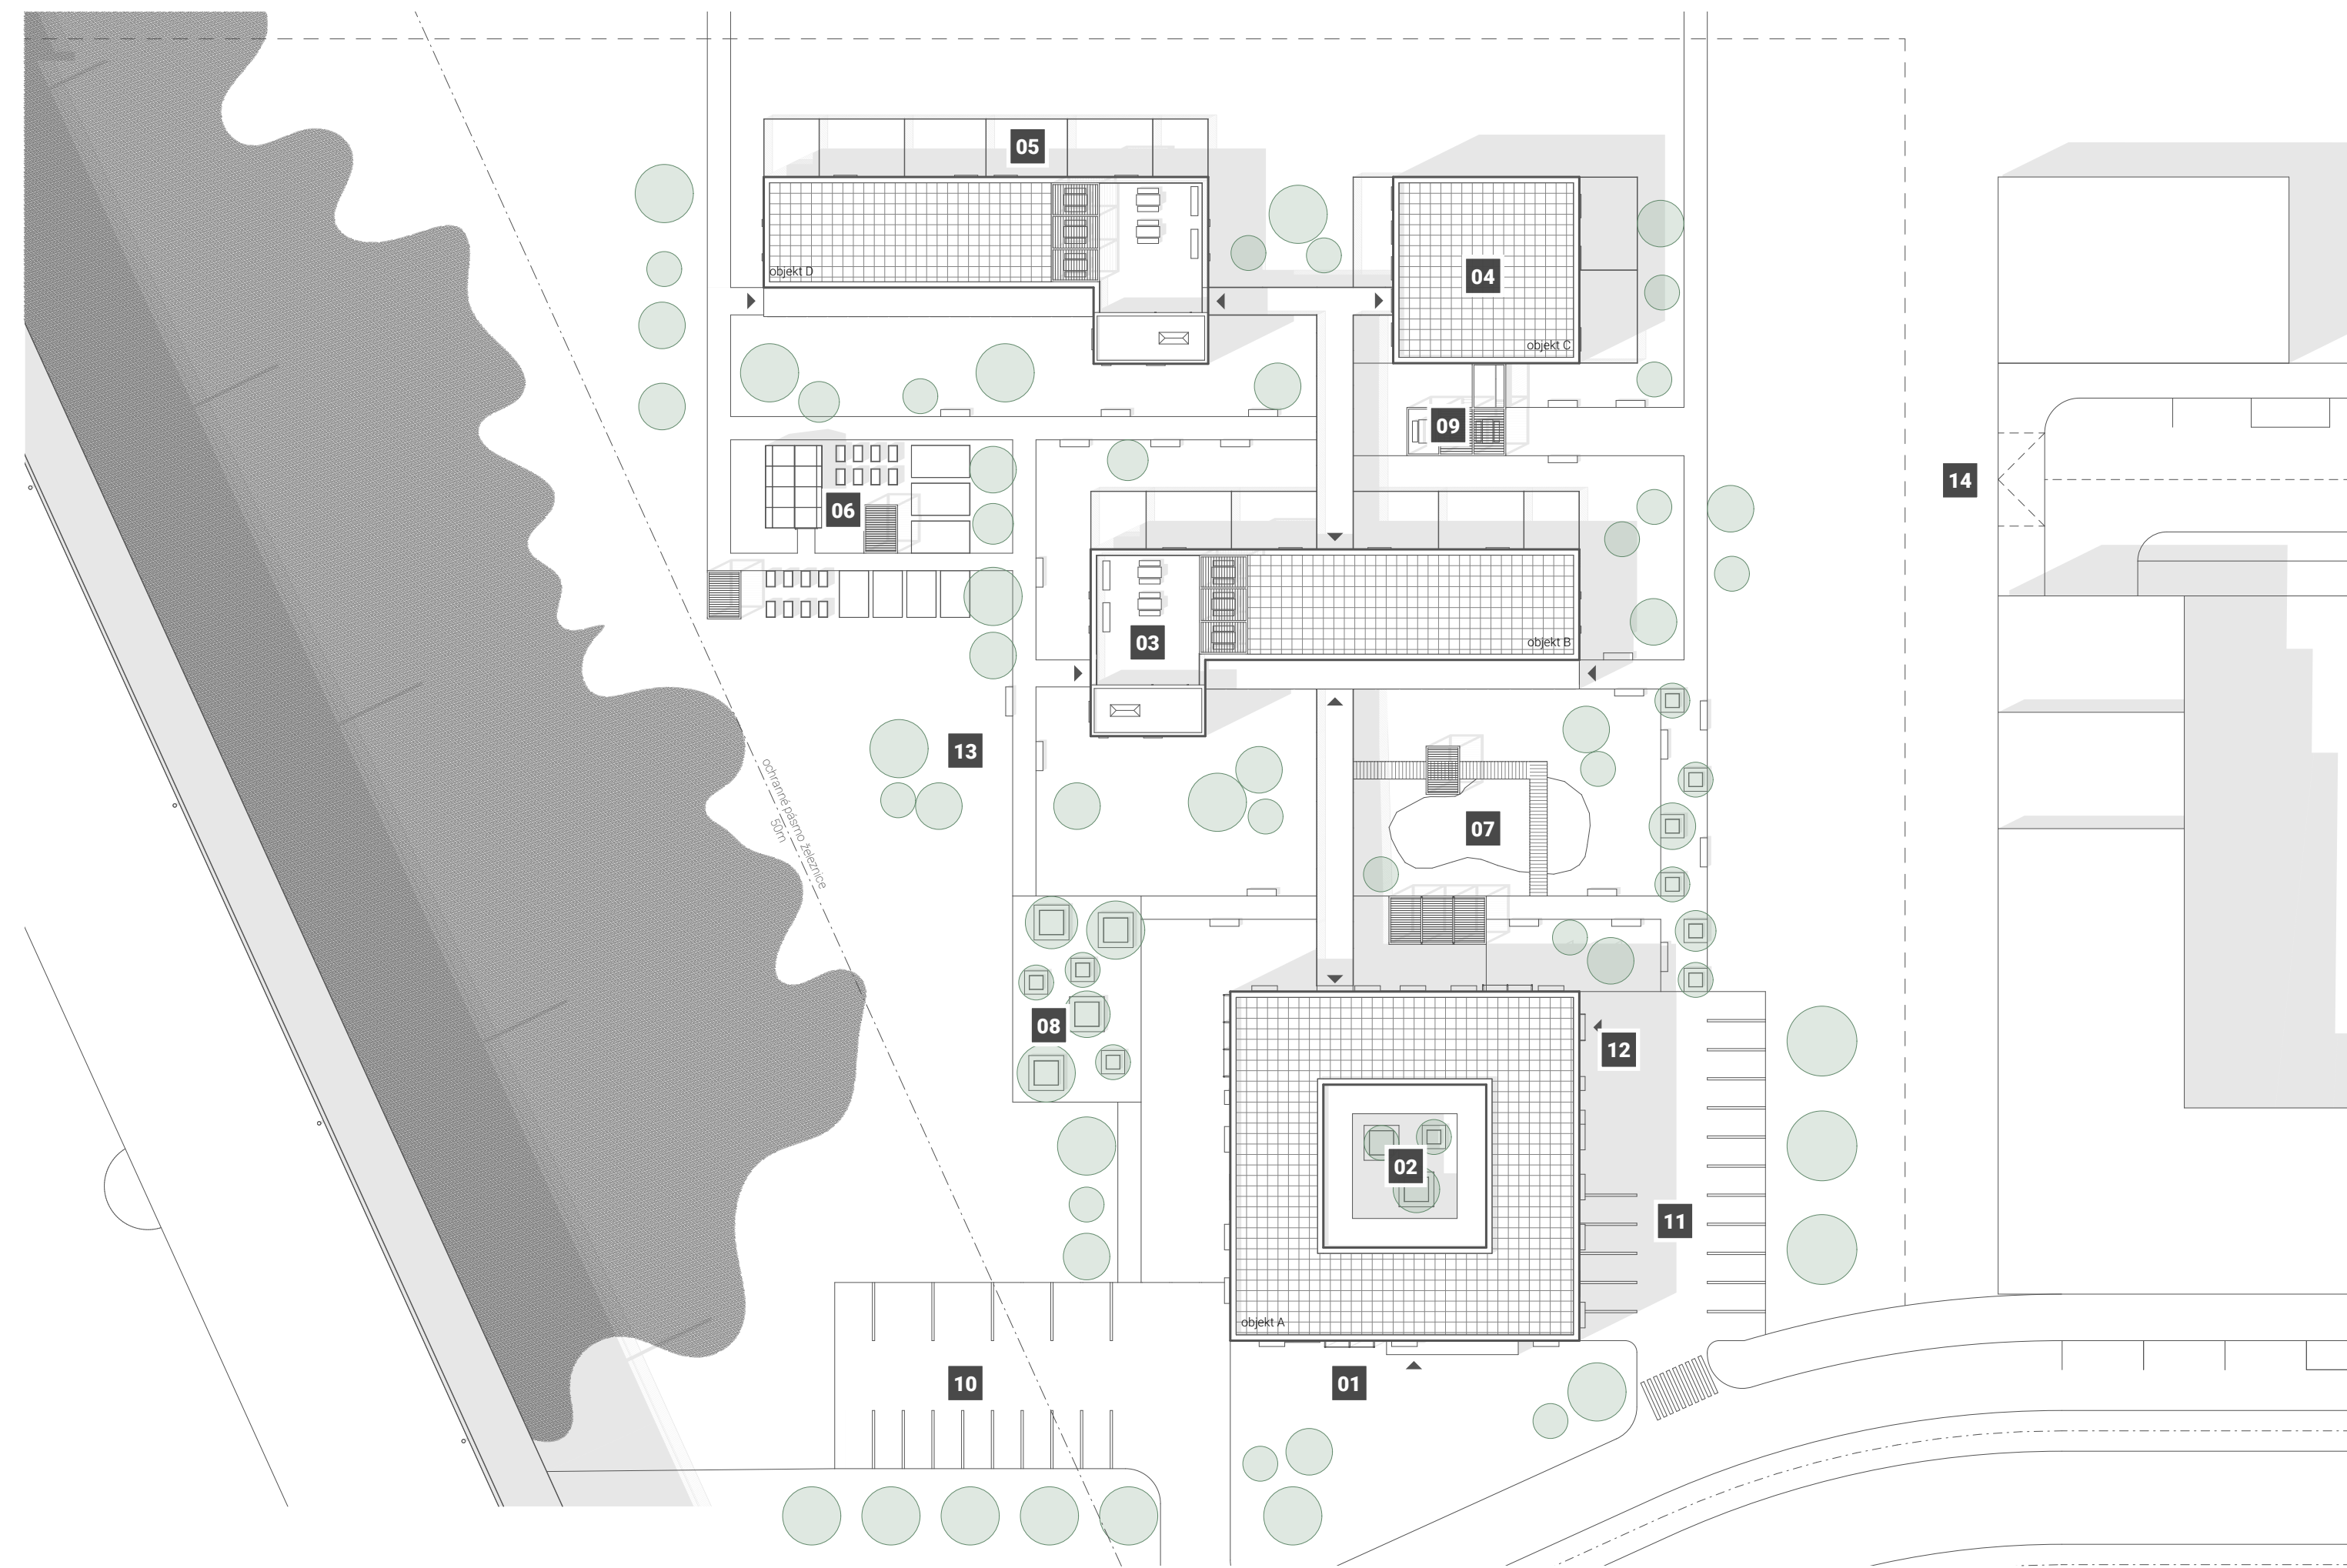 05
objekt D
04
objekt C
09
14
06
03
objekt B
13
ochranné pásmo železnice
50m
07
08
12
02
11
objekt A
10
01